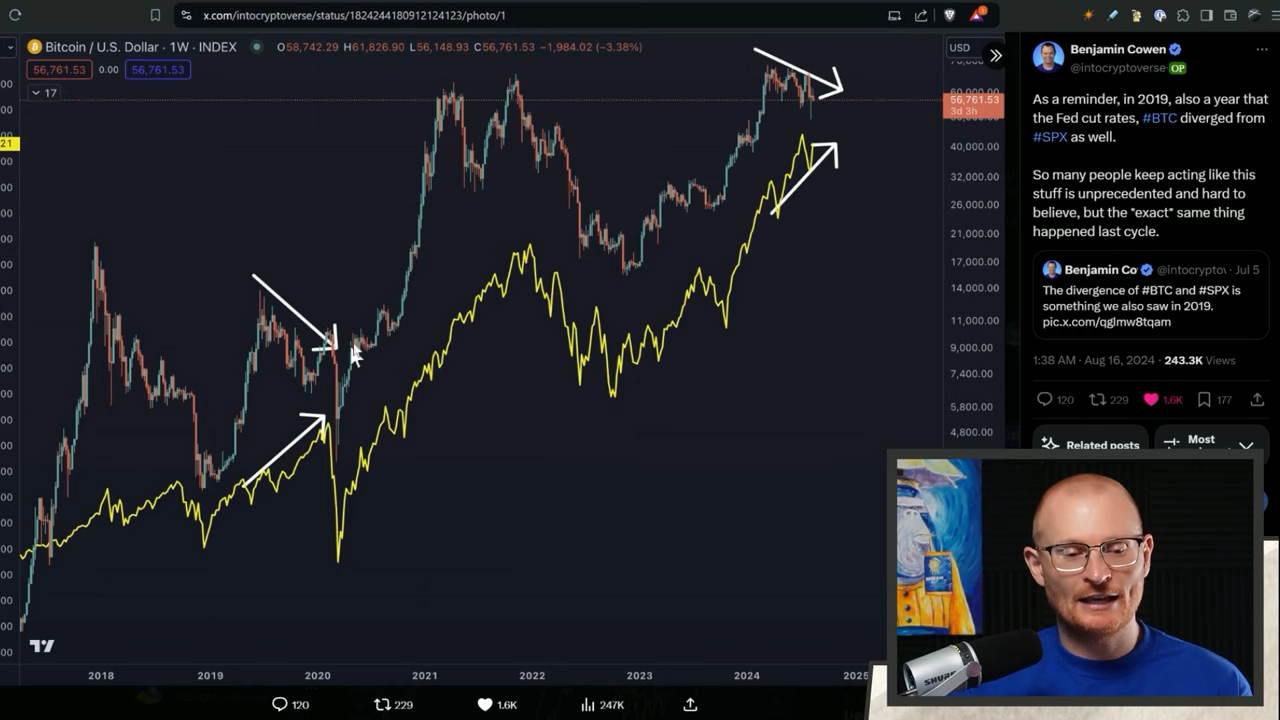 x.com/intocryptoverse/status/1824244180912124123/photo/1
Bitcoin / U.S. Dollar · 1W · INDEX O58,742.29 H61,826.90 L56,148.93 C56,761.53 −1,984.02 (−3.38%)
USD
56,761.53 0.00 56,761.53
17
60,000.00
56,761.53
3d 3h
40,000.00
32,000.00
26,000.00
21,000.00
17,000.00
14,000.00
11,000.00
9,000.00
7,400.00
5,800.00
4,800.00
21
2018 2019 2020 2021 2022 2023 2024 2025
120 229 1.6K 247K
Benjamin Cowen
@intocryptoverse OP
As a reminder, in 2019, also a year that
the Fed cut rates, #BTC diverged from
#SPX as well.
So many people keep acting like this
stuff is unprecedented and hard to
believe, but the *exact* same thing
happened last cycle.
Benjamin Co @intocryptov · Jul 5
The divergence of #BTC and #SPX is
something we also saw in 2019.
pic.x.com/qglmw8tqam
1:38 AM · Aug 16, 2024 · 243.3K Views
120 229 1.6K 177
Related posts
Most
SHURE